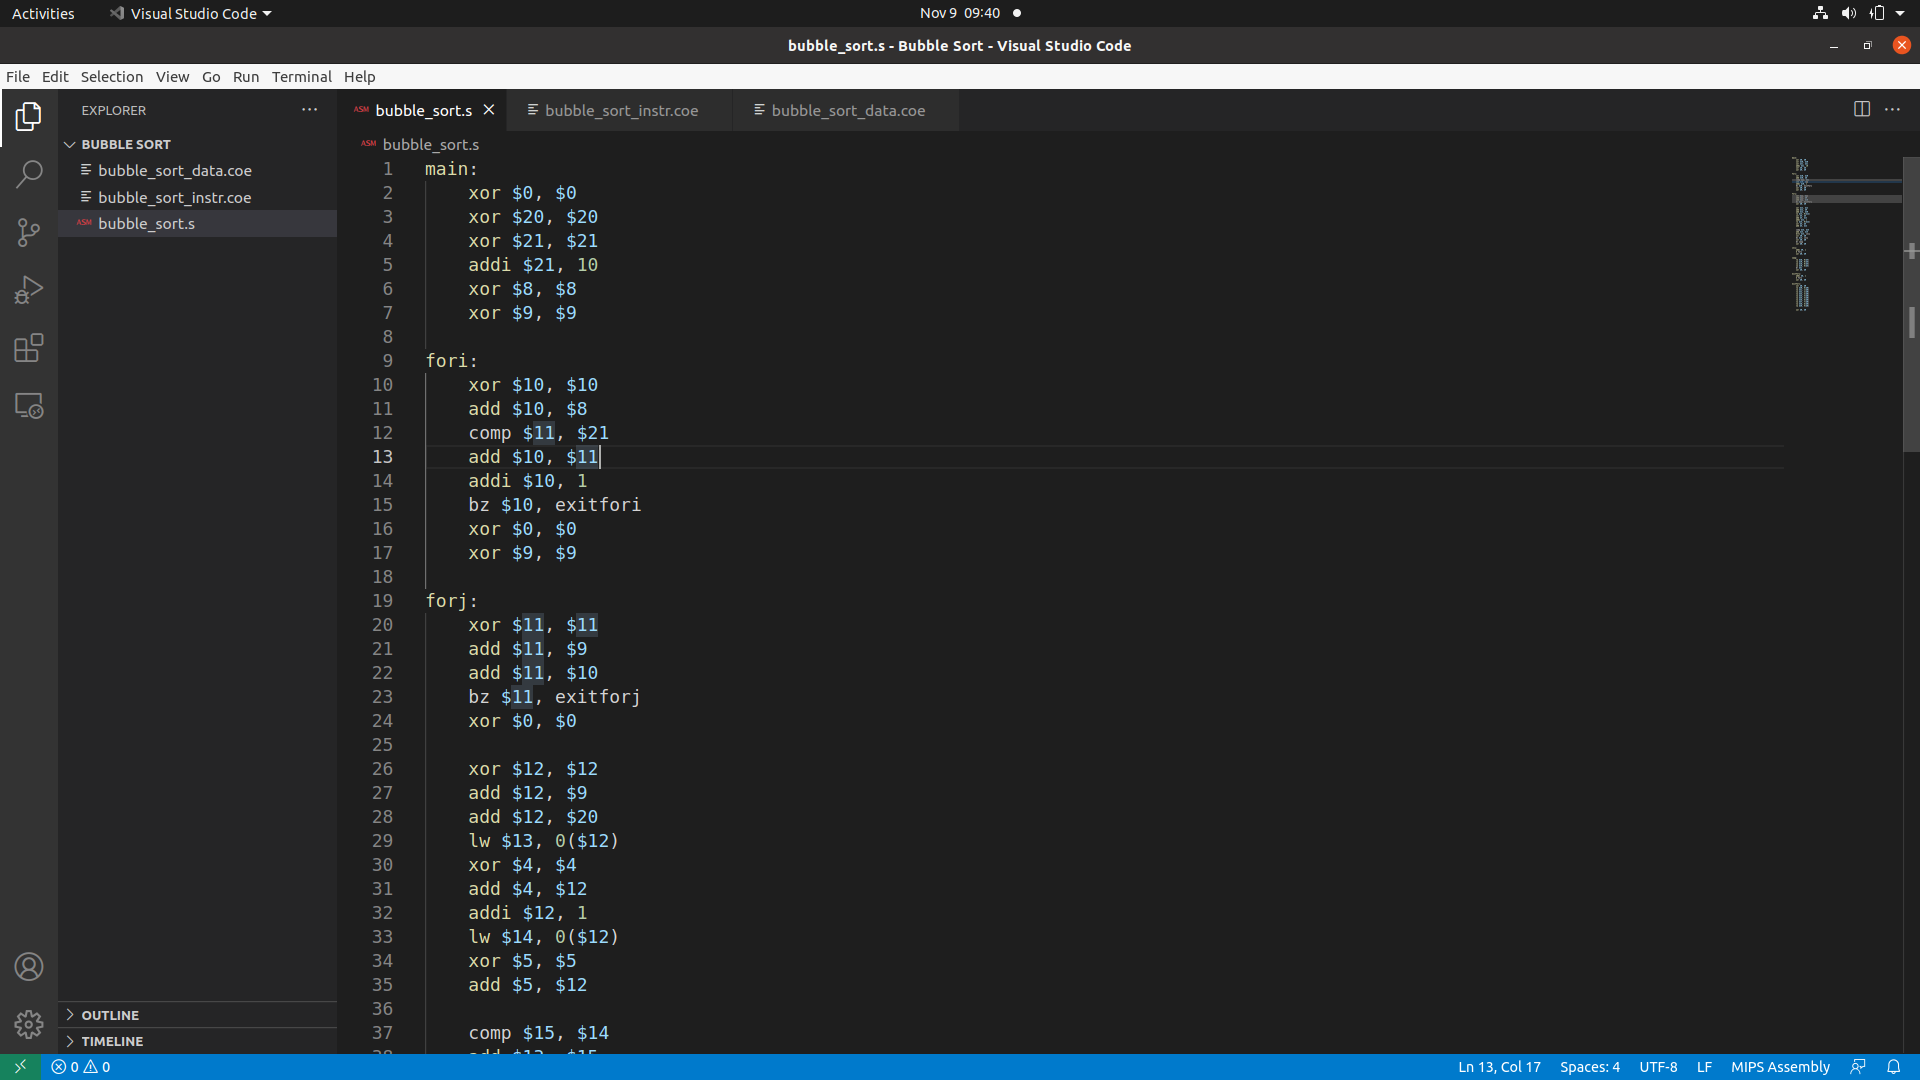 Activities
Visual Studio Code
Nov 9 09:40
bubble_sort.s - Bubble Sort - Visual Studio Code
File Edit Selection View Go Run Terminal Help
EXPLORER
BUBBLE SORT
bubble_sort_data.coe
bubble_sort_instr.coe
ASM bubble_sort.s
OUTLINE
TIMELINE
ASM bubble_sort.s
bubble_sort_instr.coe
bubble_sort_data.coe
ASM bubble_sort.s
1 main:
2 xor $0, $0
3 xor $20, $20
4 xor $21, $21
5 addi $21, 10
6 xor $8, $8
7 xor $9, $9
8
9 fori:
10 xor $10, $10
11 add $10, $8
12 comp $11, $21
13 add $10, $11
14 addi $10, 1
15 bz $10, exitfori
16 xor $0, $0
17 xor $9, $9
18
19 forj:
20 xor $11, $11
21 add $11, $9
22 add $11, $10
23 bz $11, exitforj
24 xor $0, $0
25
26 xor $12, $12
27 add $12, $9
28 add $12, $20
29 lw $13, 0($12)
30 xor $4, $4
31 add $4, $12
32 addi $12, 1
33 lw $14, 0($12)
34 xor $5, $5
35 add $5, $12
36
37 comp $15, $14
0 0
Ln 13, Col 17 Spaces: 4 UTF-8 LF MIPS Assembly